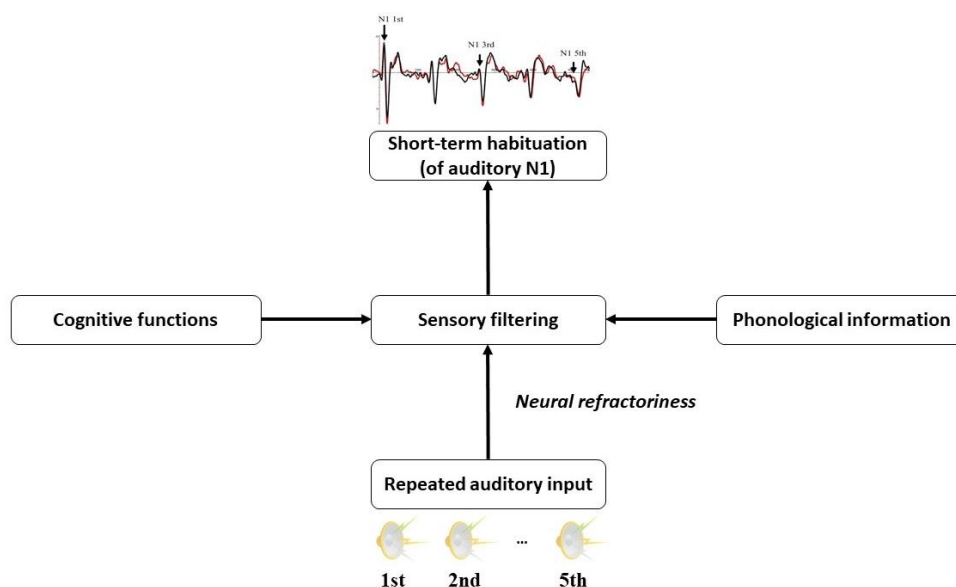 N1 1st
N1 3rd
N1 5th
Short-term habituation
(of auditory N1)
Cognitive functions
Sensory filtering
Phonological information
Neural refractoriness
Repeated auditory input
...
1st 2nd 5th